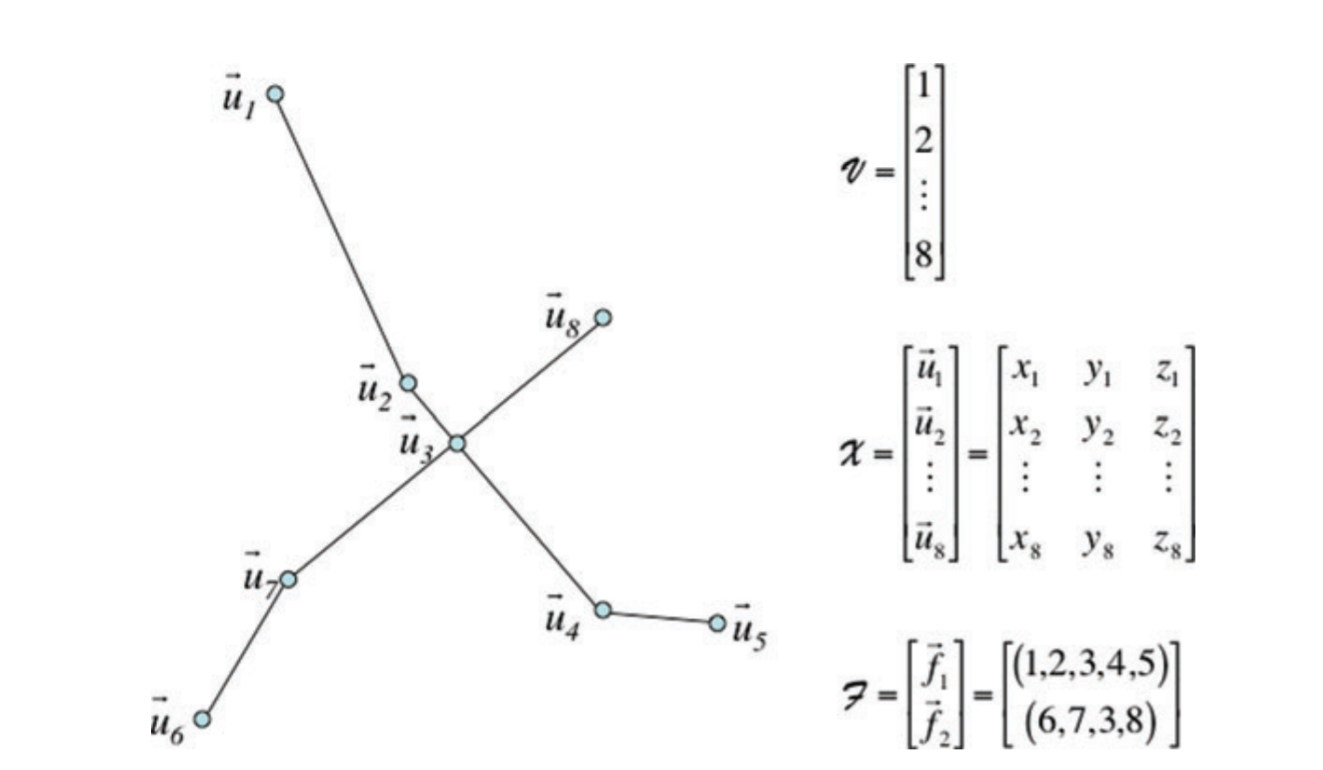 u⃗₁
u⃗₈
u⃗₂
u⃗₃
u⃗₇
u⃗₄
u⃗₅
u⃗₆
𝒱 = [1
2
⋮
8]
𝒳 = [u⃗₁ u⃗₂ ⋮ u⃗₈] = [x₁ y₁ z₁
x₂ y₂ z₂
⋮ ⋮ ⋮
x₈ y₈ z₈]
ℱ = [f⃗₁ f⃗₂] = [(1,2,3,4,5)
(6,7,3,8)]